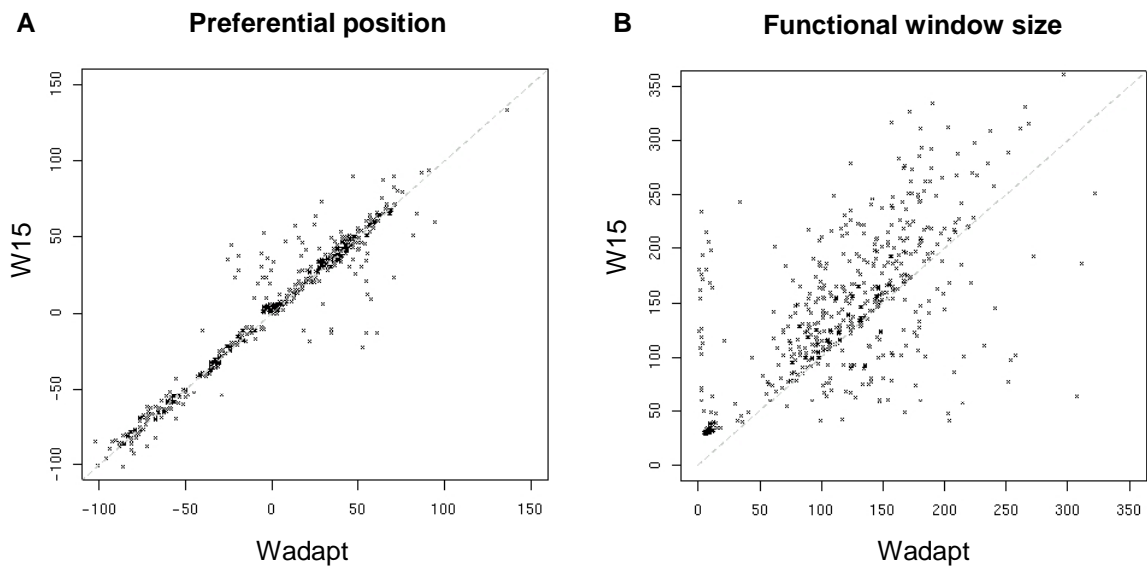 A Preferential position
B Functional window size
W15
150
100
50
0
-50
-100
-100 -50 0 50 100 150
Wadapt
W15
350
300
250
200
150
100
50
0
0 50 100 150 200 250 300 350
Wadapt